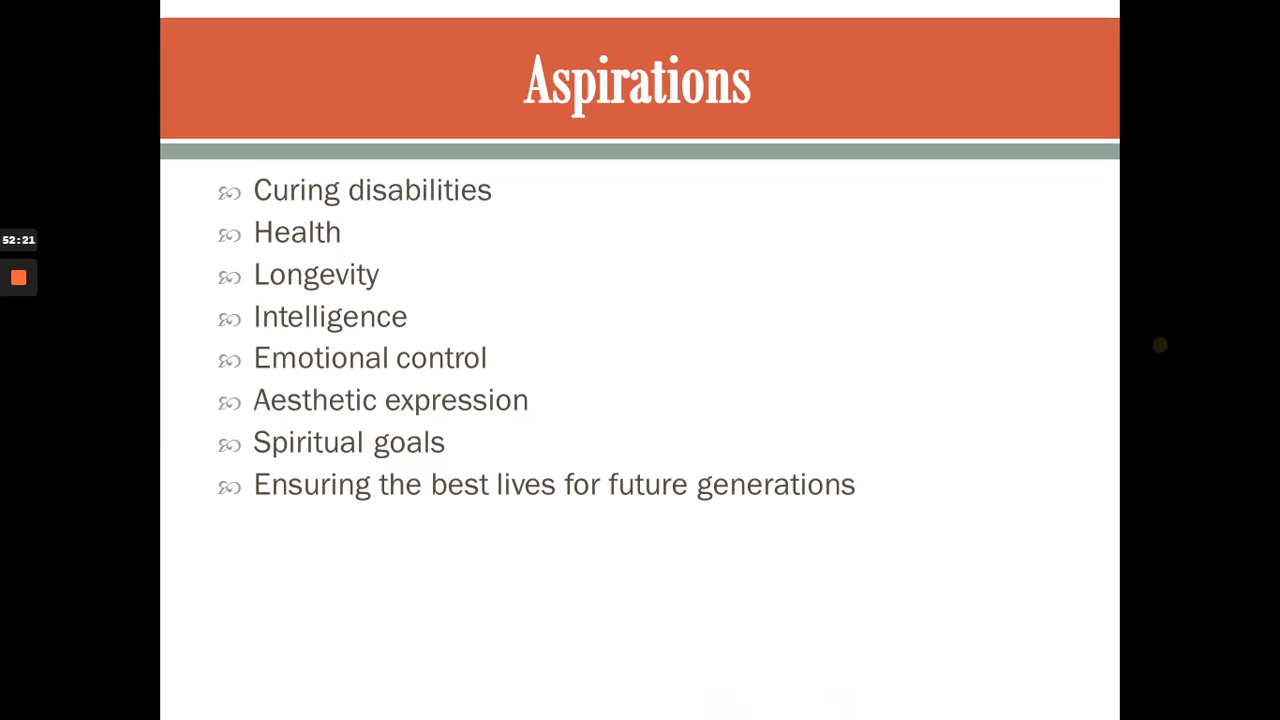 Aspirations
Curing disabilities
Health
52:21
Longevity
Intelligence
Emotional control
Aesthetic expression
Spiritual goals
Ensuring the best lives for future generations